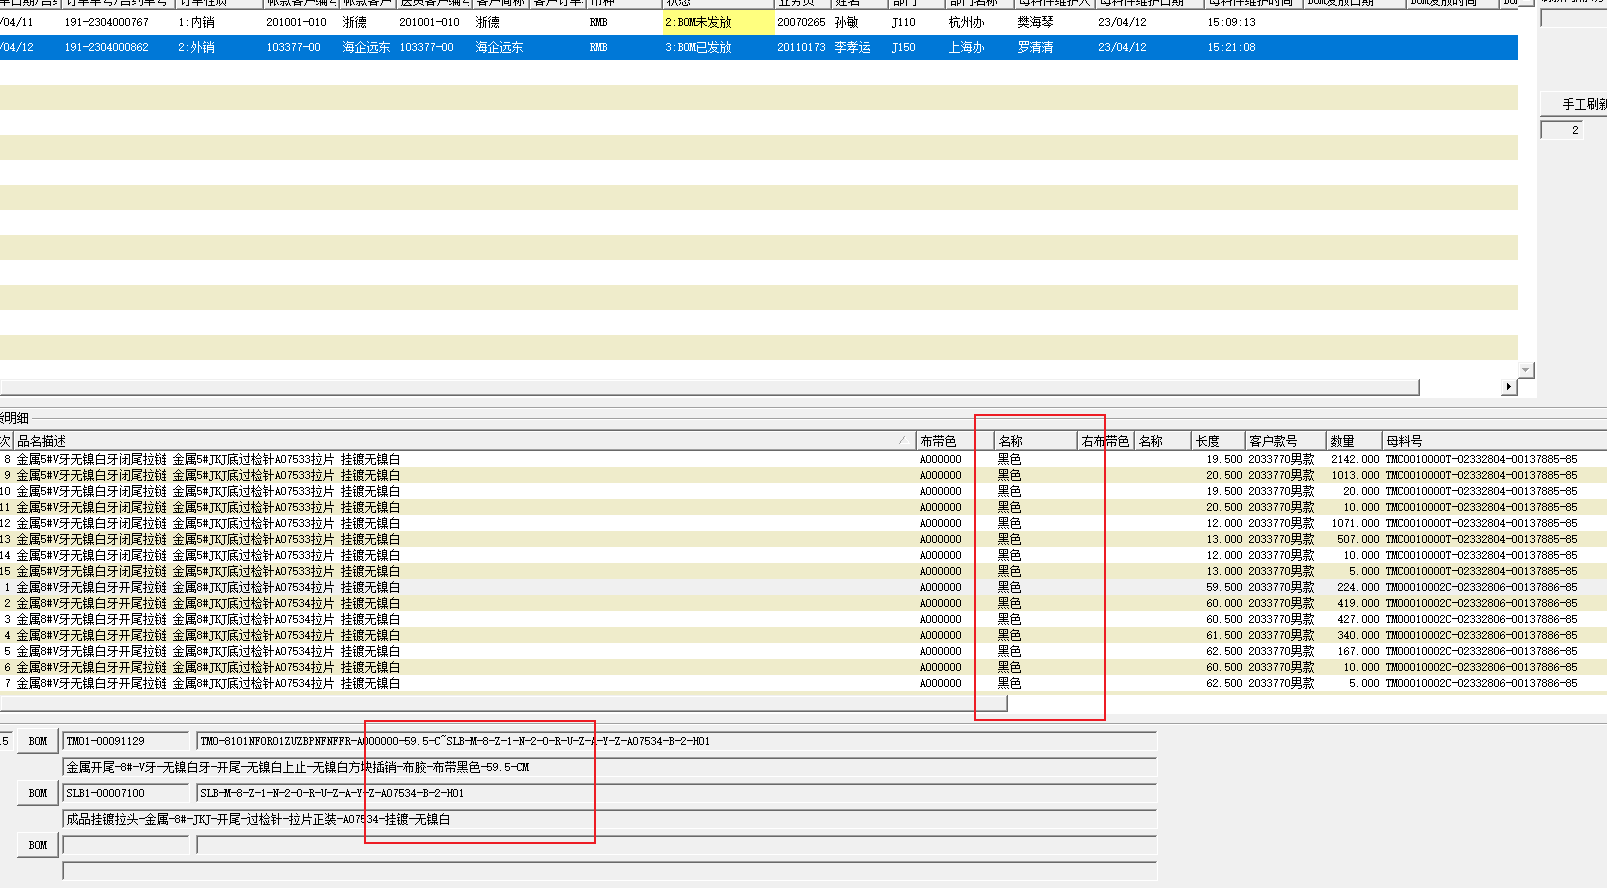 /04/11 191-2304000767 1:内销 201001-010 浙德 201001-010 浙德 RMB 2:BOM未发放 20070265 孙敏 J110 杭州办 樊海琴 23/04/12 15:09:13
/04/12 191-2304000862 2:外销 103377-00 海企远东 103377-00 海企远东 RMB 3:BOM已发放 20110173 李孝运 J150 上海办 罗清清 23/04/12 15:21:08
手工刷新
2
明细
次 品名描述 布带色 名称 右布带色 名称 长度 客户款号 数量 母料号
8 金属5#V牙无镍白牙闭尾拉链 金属5#JKJ底过检针A07533拉片 挂镀无镍白 A000000 黑色 19.500 2033770男款 2142.000 TMC0010000T-02332804-00137885-85
9 金属5#V牙无镍白牙闭尾拉链 金属5#JKJ底过检针A07533拉片 挂镀无镍白 A000000 黑色 20.500 2033770男款 1013.000 TMC0010000T-02332804-00137885-85
10 金属5#V牙无镍白牙闭尾拉链 金属5#JKJ底过检针A07533拉片 挂镀无镍白 A000000 黑色 19.500 2033770男款 20.000 TMC0010000T-02332804-00137885-85
11 金属5#V牙无镍白牙闭尾拉链 金属5#JKJ底过检针A07533拉片 挂镀无镍白 A000000 黑色 20.500 2033770男款 10.000 TMC0010000T-02332804-00137885-85
12 金属5#V牙无镍白牙闭尾拉链 金属5#JKJ底过检针A07533拉片 挂镀无镍白 A000000 黑色 12.000 2033770男款 1071.000 TMC0010000T-02332804-00137885-85
13 金属5#V牙无镍白牙闭尾拉链 金属5#JKJ底过检针A07533拉片 挂镀无镍白 A000000 黑色 13.000 2033770男款 507.000 TMC0010000T-02332804-00137885-85
14 金属5#V牙无镍白牙闭尾拉链 金属5#JKJ底过检针A07533拉片 挂镀无镍白 A000000 黑色 12.000 2033770男款 10.000 TMC0010000T-02332804-00137885-85
15 金属5#V牙无镍白牙闭尾拉链 金属5#JKJ底过检针A07533拉片 挂镀无镍白 A000000 黑色 13.000 2033770男款 5.000 TMC0010000T-02332804-00137885-85
1 金属8#V牙无镍白牙开尾拉链 金属8#JKJ底过检针A07534拉片 挂镀无镍白 A000000 黑色 59.500 2033770男款 224.000 TM00010002C-02332806-00137886-85
2 金属8#V牙无镍白牙开尾拉链 金属8#JKJ底过检针A07534拉片 挂镀无镍白 A000000 黑色 60.000 2033770男款 419.000 TM00010002C-02332806-00137886-85
3 金属8#V牙无镍白牙开尾拉链 金属8#JKJ底过检针A07534拉片 挂镀无镍白 A000000 黑色 60.500 2033770男款 427.000 TM00010002C-02332806-00137886-85
4 金属8#V牙无镍白牙开尾拉链 金属8#JKJ底过检针A07534拉片 挂镀无镍白 A000000 黑色 61.500 2033770男款 340.000 TM00010002C-02332806-00137886-85
5 金属8#V牙无镍白牙开尾拉链 金属8#JKJ底过检针A07534拉片 挂镀无镍白 A000000 黑色 62.500 2033770男款 167.000 TM00010002C-02332806-00137886-85
6 金属8#V牙无镍白牙开尾拉链 金属8#JKJ底过检针A07534拉片 挂镀无镍白 A000000 黑色 60.500 2033770男款 10.000 TM00010002C-02332806-00137886-85
7 金属8#V牙无镍白牙开尾拉链 金属8#JKJ底过检针A07534拉片 挂镀无镍白 A000000 黑色 62.500 2033770男款 5.000 TM00010002C-02332806-00137886-85
.5 BOM TM01-00091129 TMO-8101NFOR01ZUZBPNFNFFR-A000000-59.5-C~SLB-M-8-Z-1-N-2-O-R-U-Z-A-Y-Z-A07534-B-2-H01
金属开尾-8#-V牙-无镍白牙-开尾-无镍白上止-无镍白方块插销-布胶-布带黑色-59.5-CM
BOM SLB1-00007100 SLB-M-8-Z-1-N-2-O-R-U-Z-A-Y-Z-A07534-B-2-H01
成品挂镀拉头-金属-8#-JKJ-开尾-过检针-拉片正装-A07534-挂镀-无镍白
BOM